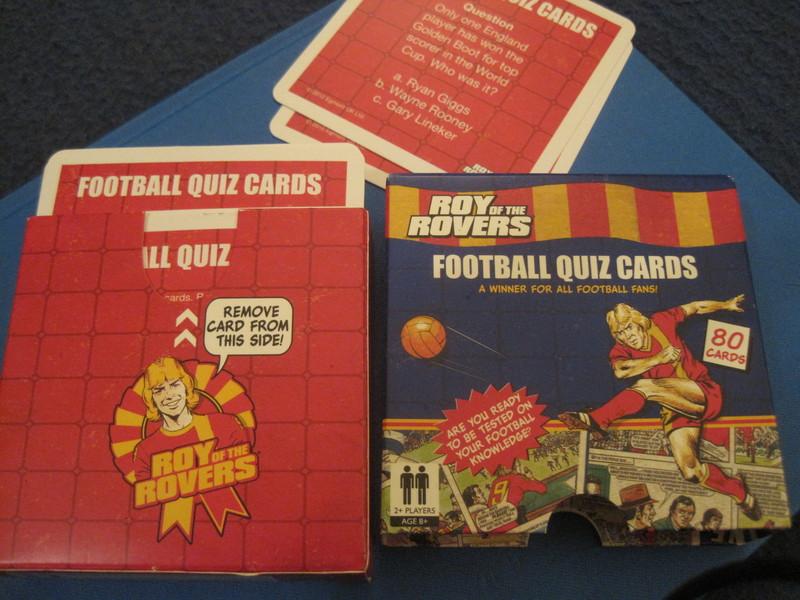 QUIZ CARDS
Question
Only one England
player has won the
Golden Boot for top
scorer in the World
Cup. Who was it?
a. Ryan Giggs
b. Wayne Rooney
c. Gary Lineker
ROY
FOOTBALL QUIZ CARDS
ALL QUIZ
cards. P
REMOVE
CARD FROM
THIS SIDE!
ROY OF THE
ROVERS
ROY OF THE
ROVERS
FOOTBALL QUIZ CARDS
A WINNER FOR ALL FOOTBALL FANS!
80
CARDS
ARE YOU READY
TO BE TESTED ON
YOUR FOOTBALL
KNOWLEDGE?
2+ PLAYERS
AGE 8+